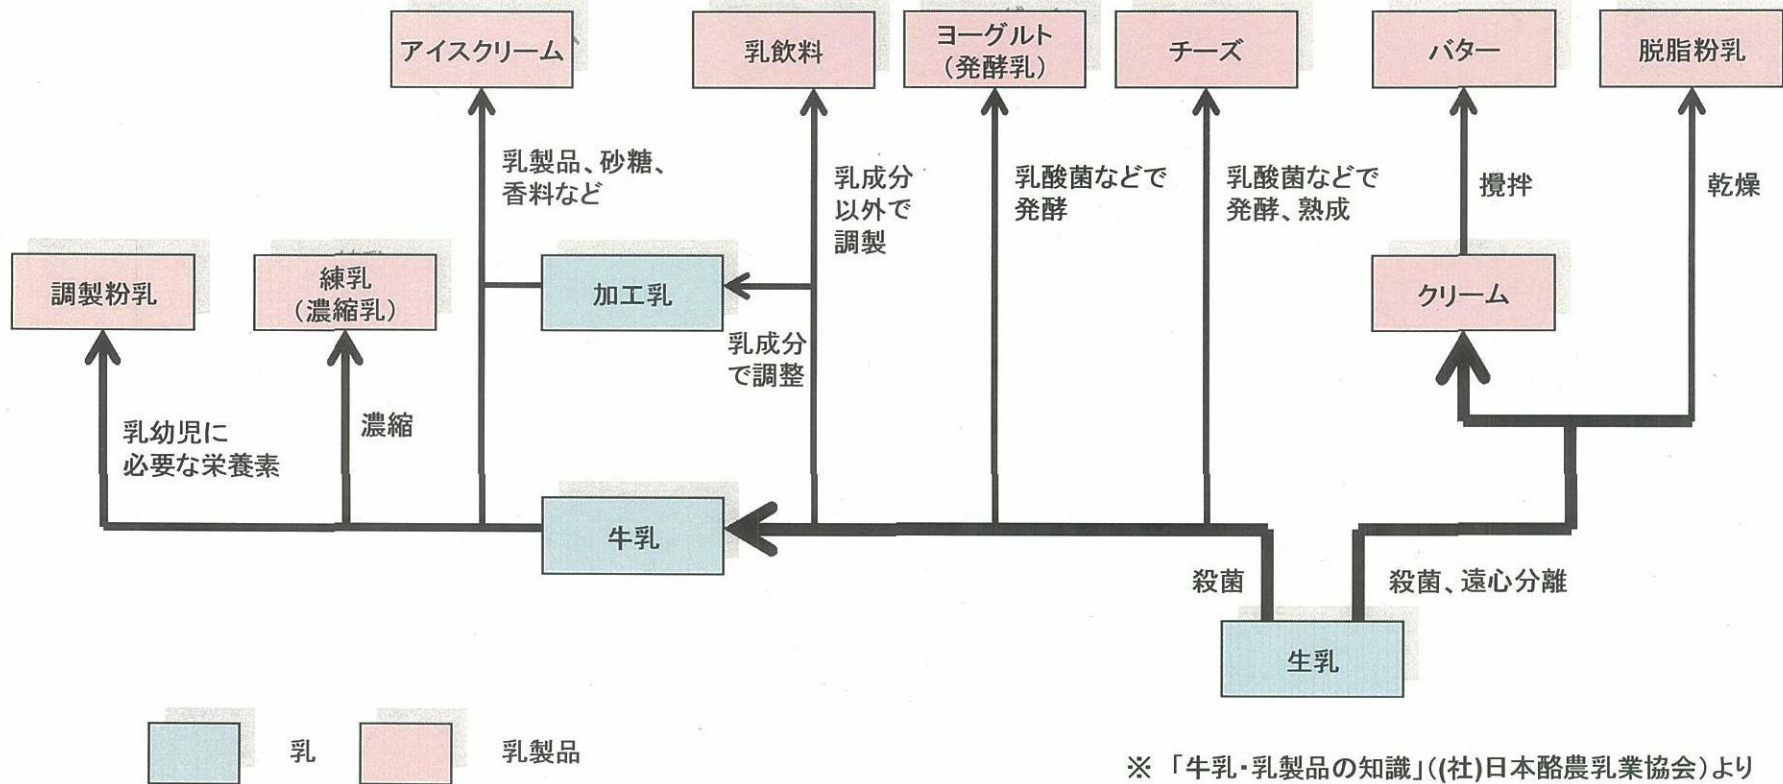 アイスクリーム
乳飲料
ヨーグルト
(発酵乳)
チーズ
バター
脱脂粉乳
乳製品、砂糖、
香料など
乳成分
以外で
調製
乳酸菌などで
発酵
乳酸菌などで
発酵、熟成
攪拌
乾燥
調製粉乳
練乳
(濃縮乳)
加工乳
クリーム
乳成分
で調整
乳幼児に
必要な栄養素
濃縮
牛乳
殺菌
殺菌、遠心分離
生乳
乳
乳製品
※ 「牛乳・乳製品の知識」((社)日本酪農乳業協会)より